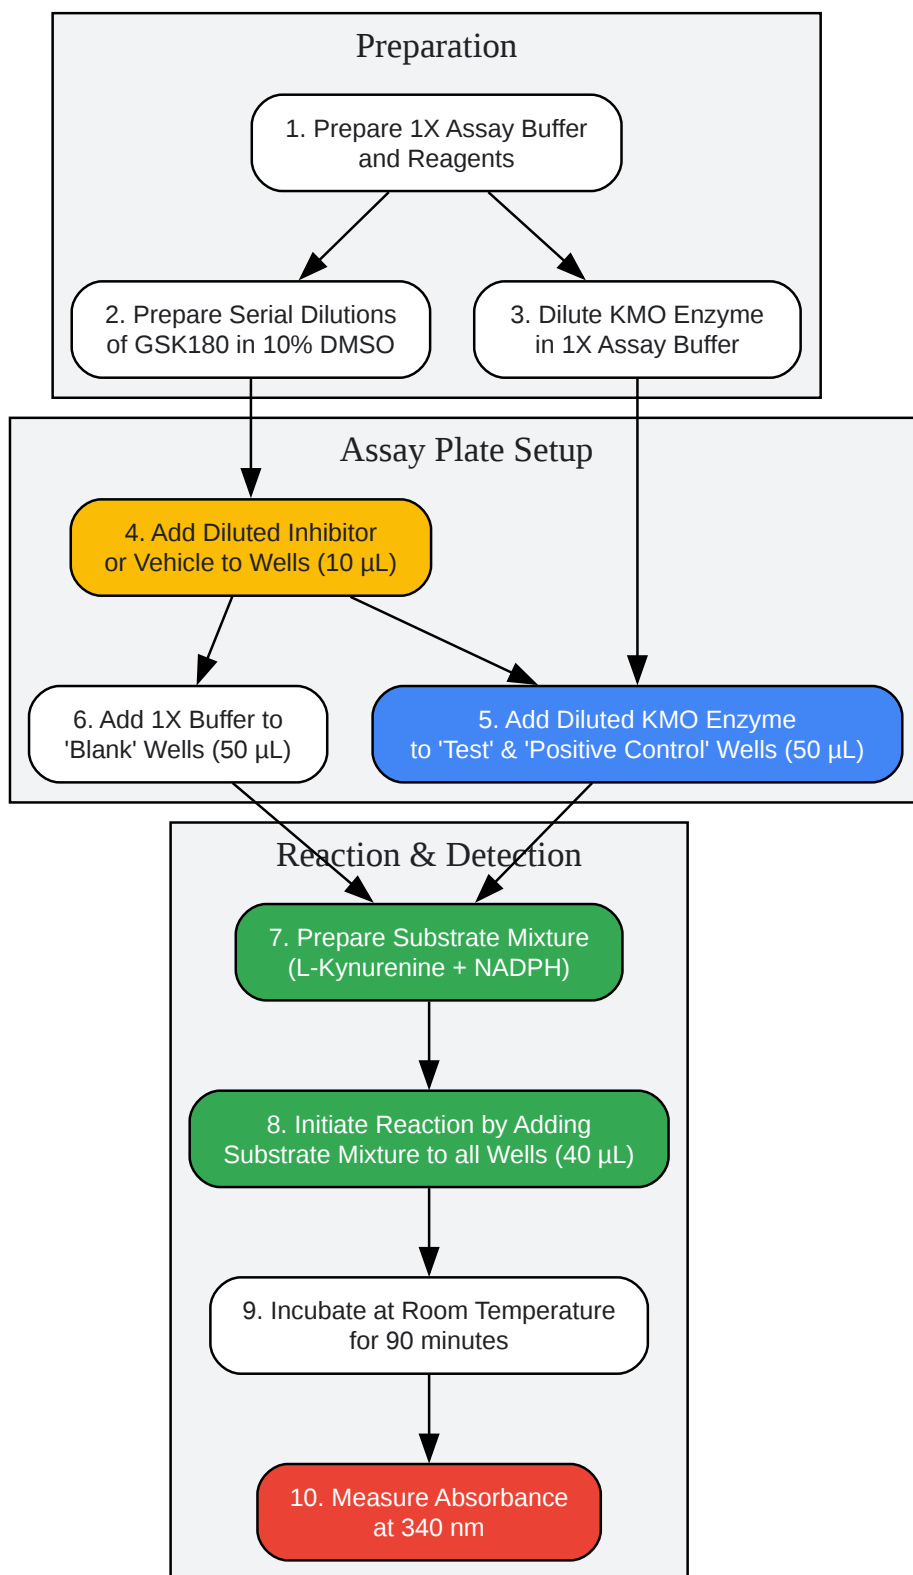 Preparation
1. Prepare 1X Assay Buffer
and Reagents
2. Prepare Serial Dilutions
of GSK180 in 10% DMSO
3. Dilute KMO Enzyme
in 1X Assay Buffer
Assay Plate Setup
4. Add Diluted Inhibitor
or Vehicle to Wells (10 µL)
6. Add 1X Buffer to
'Blank' Wells (50 µL)
5. Add Diluted KMO Enzyme
to 'Test' & 'Positive Control' Wells (50 µL)
Reaction & Detection
7. Prepare Substrate Mixture
(L-Kynurenine + NADPH)
8. Initiate Reaction by Adding
Substrate Mixture to all Wells (40 µL)
9. Incubate at Room Temperature
for 90 minutes
10. Measure Absorbance
at 340 nm